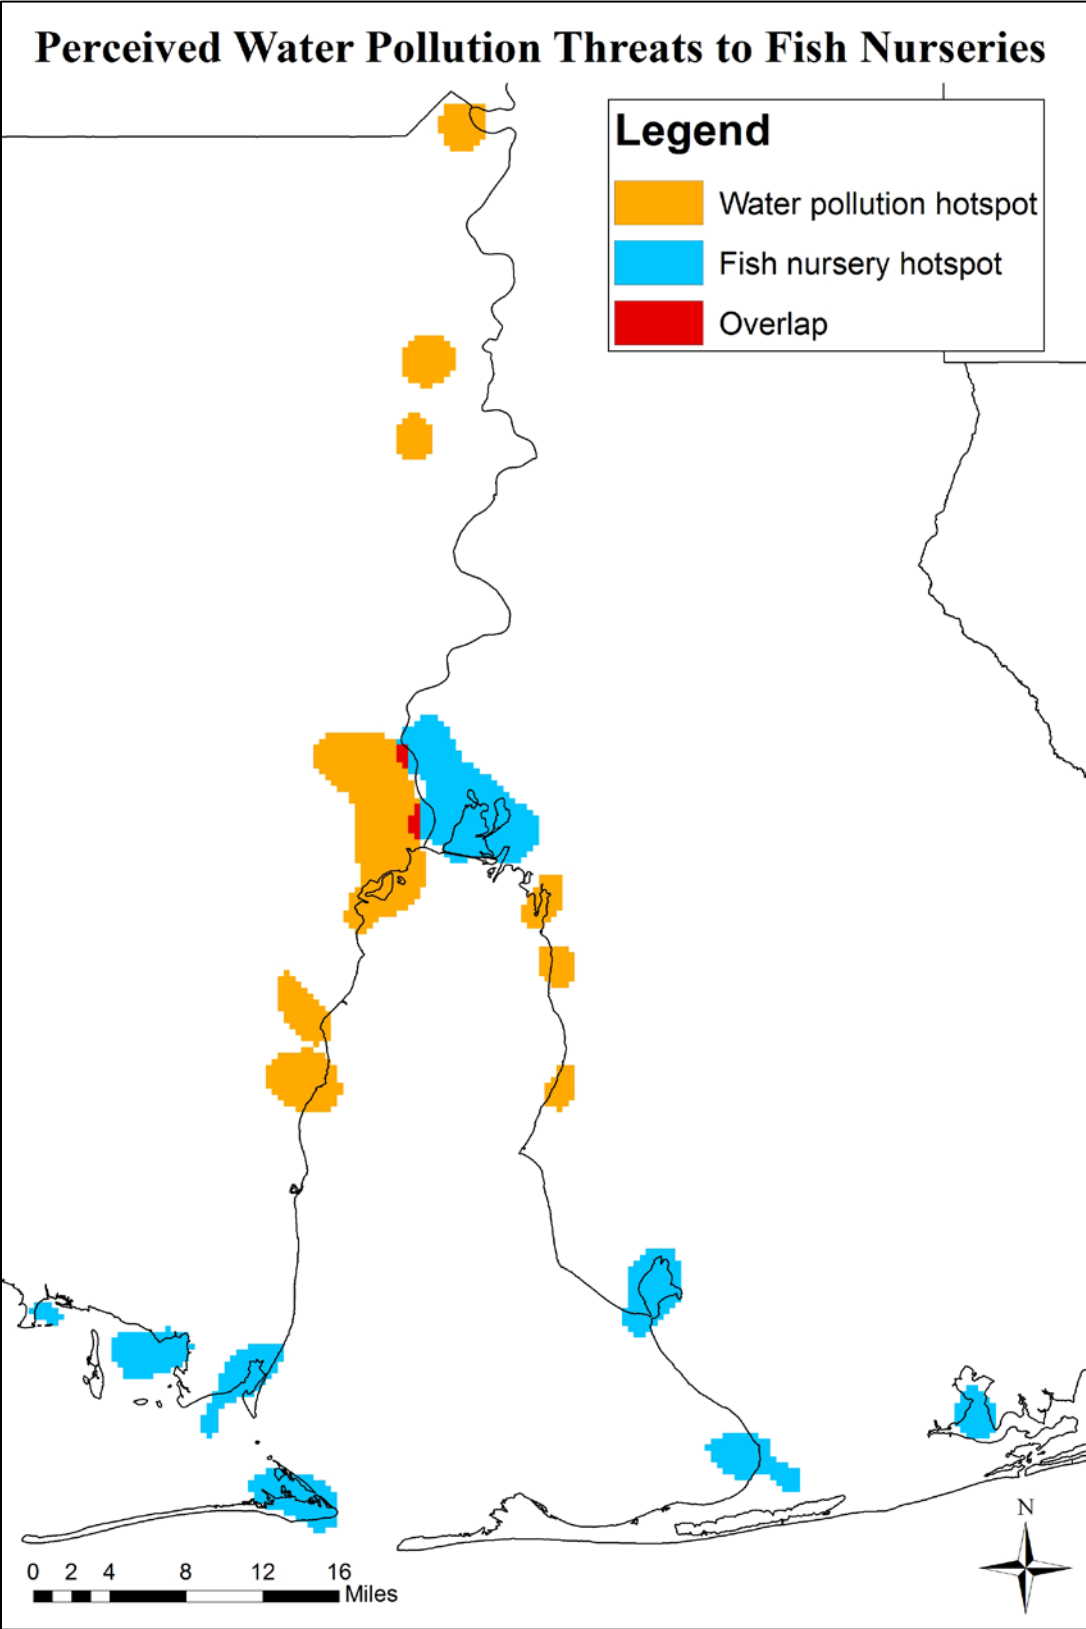 Perceived Water Pollution Threats to Fish Nurseries
Legend
Water pollution hotspot
Fish nursery hotspot
Overlap
N
0 2 4 8 12 16
Miles